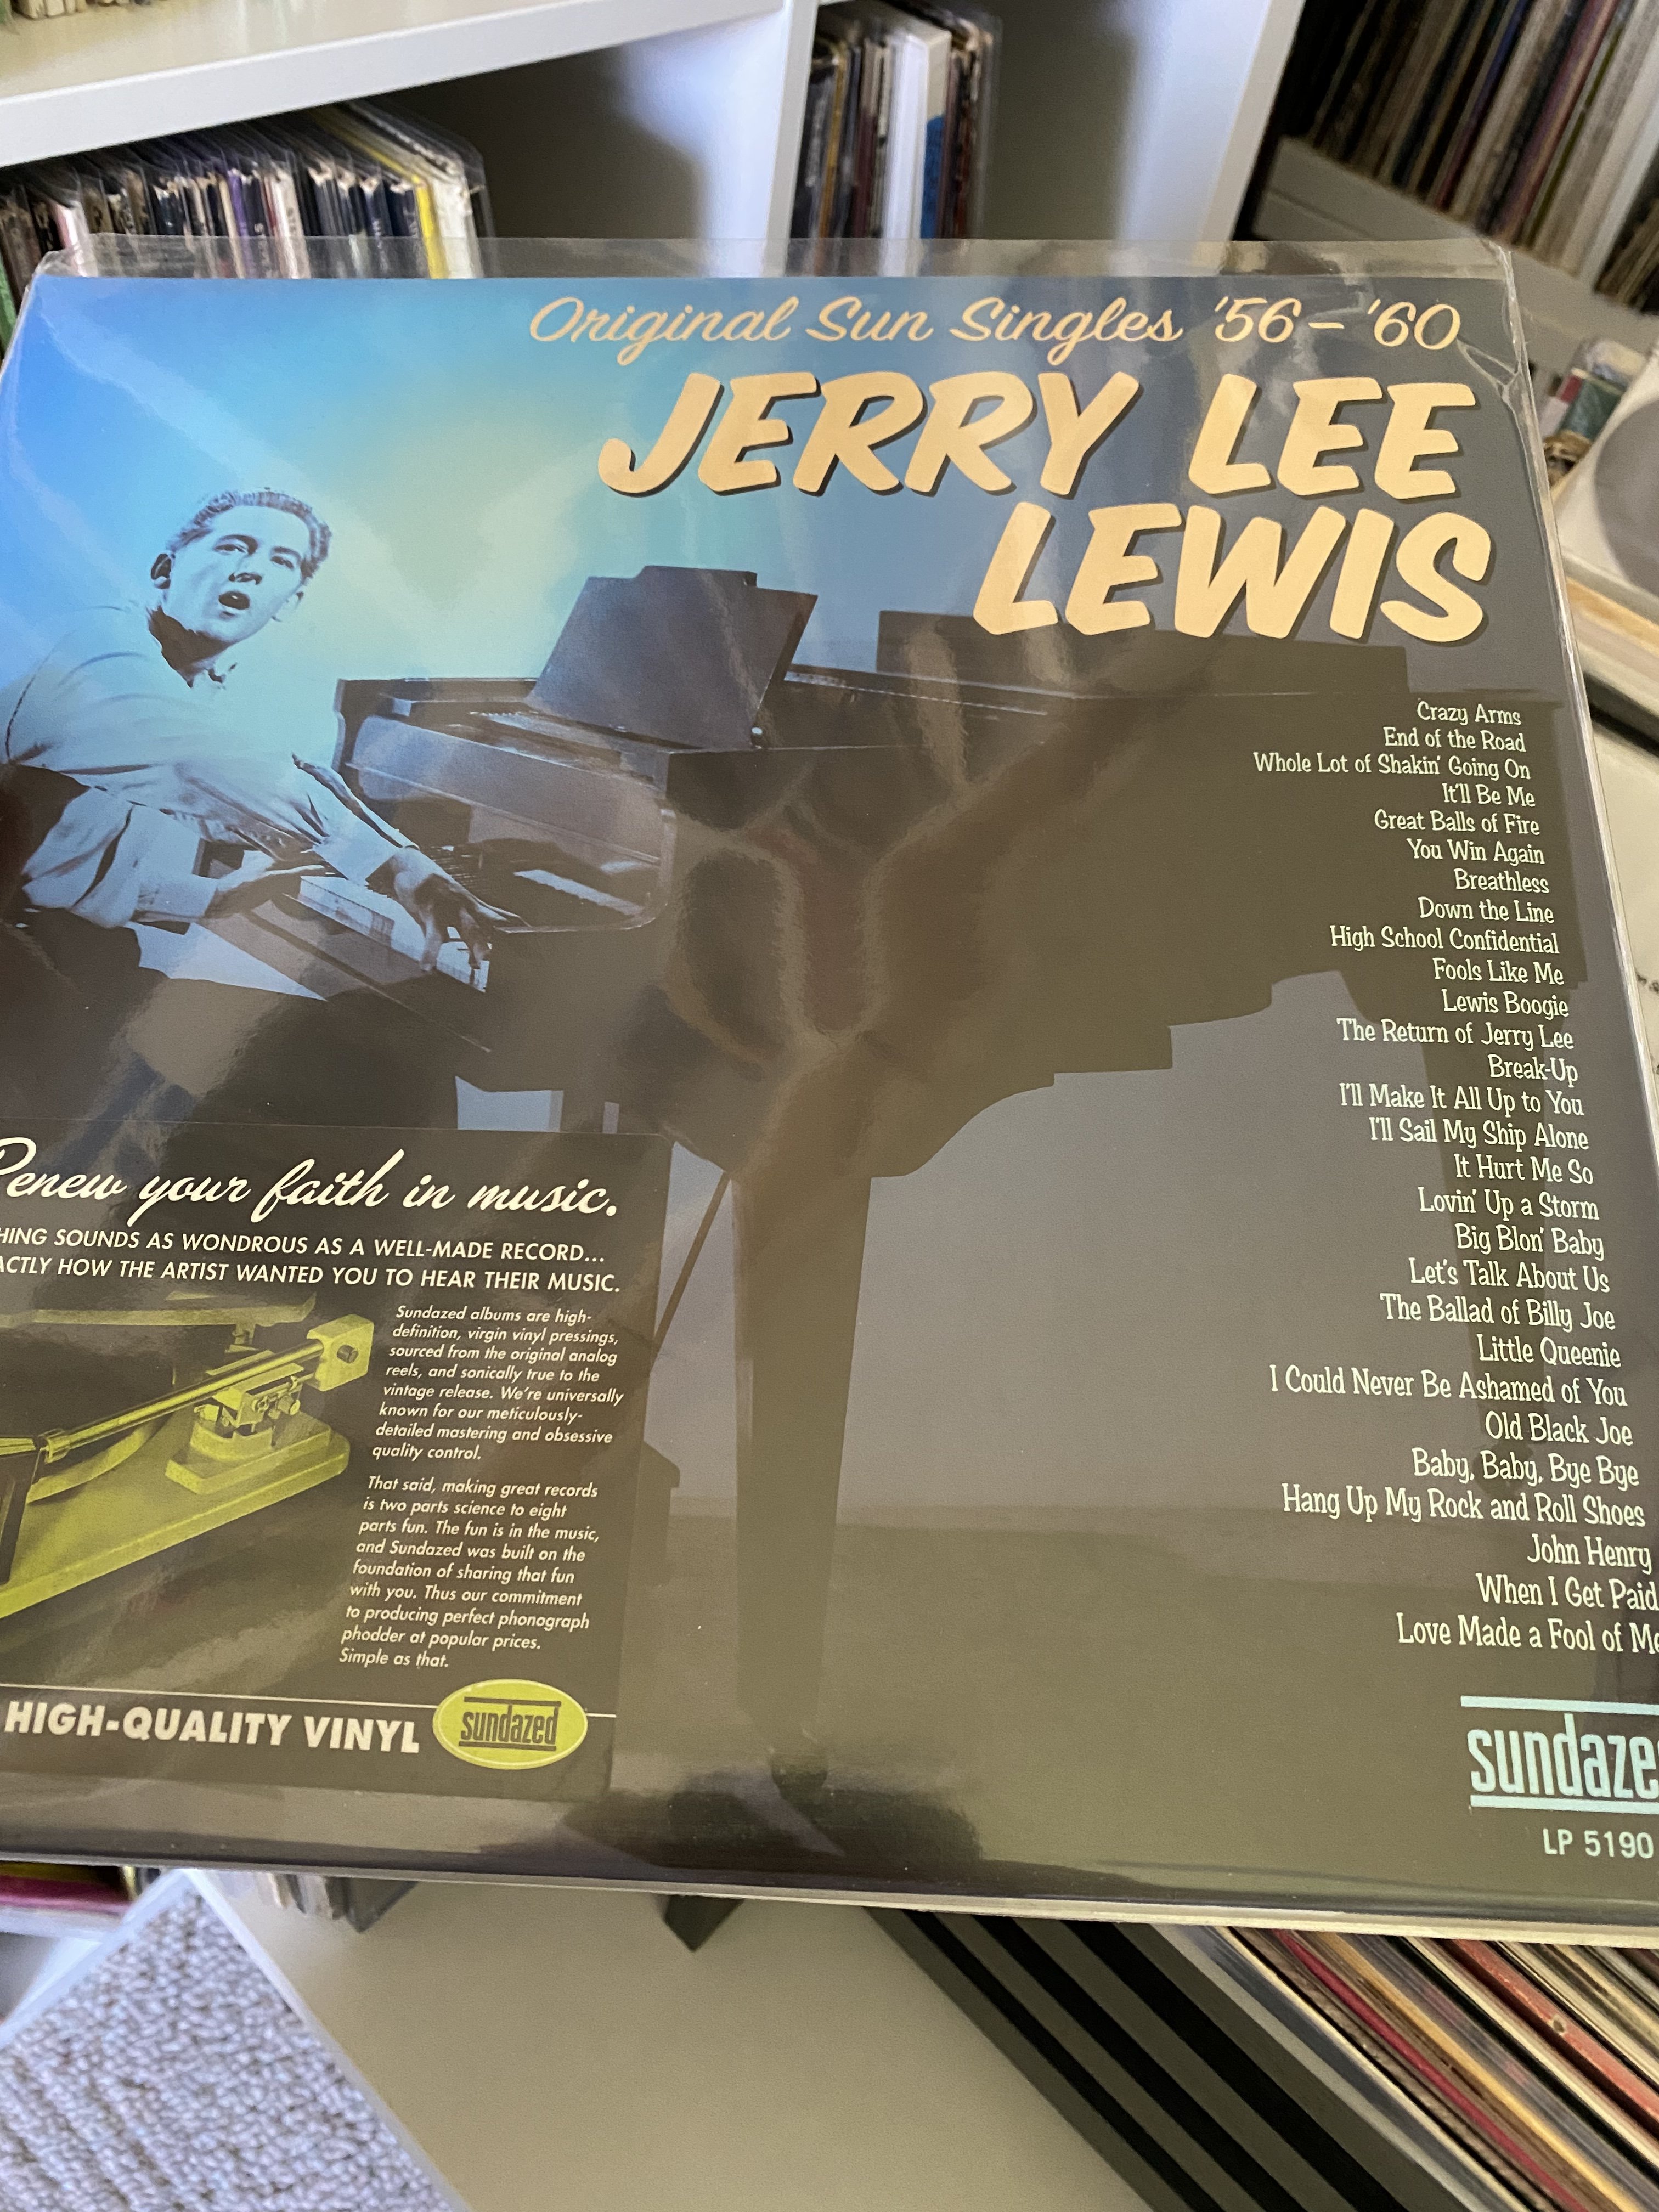 Original Sun Singles '56 – '60
JERRY LEE
LEWIS
Crazy Arms
End of the Road
Whole Lot of Shakin' Going On
It'll Be Me
Great Balls of Fire
You Win Again
Breathless
Down the Line
High School Confidential
Fools Like Me
Lewis Boogie
The Return of Jerry Lee
Break-Up
I'll Make It All Up to You
I'll Sail My Ship Alone
It Hurt Me So
Lovin' Up a Storm
Big Blon' Baby
Let's Talk About Us
The Ballad of Billy Joe
Little Queenie
I Could Never Be Ashamed of You
Old Black Joe
Baby, Baby, Bye Bye
Hang Up My Rock and Roll Shoes
John Henry
When I Get Paid
Love Made a Fool of Me
Renew your faith in music.
HING SOUNDS AS WONDROUS AS A WELL-MADE RECORD...
ACTLY HOW THE ARTIST WANTED YOU TO HEAR THEIR MUSIC.
Sundazed albums are high-
definition, virgin vinyl pressings,
sourced from the original analog
reels, and sonically true to the
vintage release. We're universally
known for our meticulously-
detailed mastering and obsessive
quality control.
That said, making great records
is two parts science to eight
parts fun. The fun is in the music,
and Sundazed was built on the
foundation of sharing that fun
with you. Thus our commitment
to producing perfect phonograph
phodder at popular prices.
Simple as that.
HIGH-QUALITY VINYL
sundazed
sundaze
LP 5190